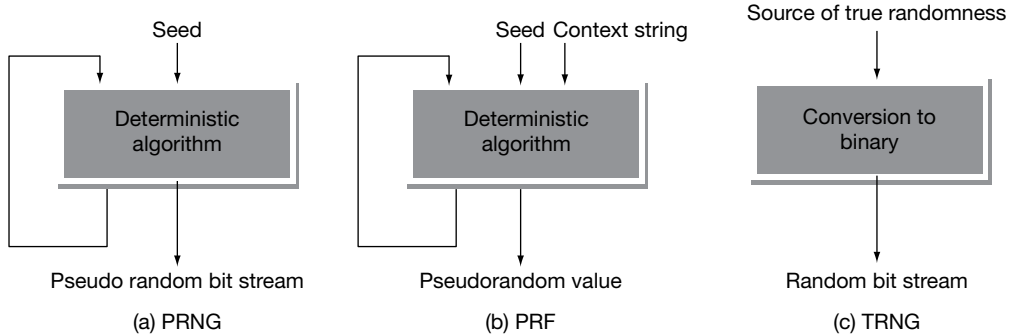 Seed
Deterministic
algorithm
Pseudo random bit stream
(a) PRNG
Seed Context string
Deterministic
algorithm
Pseudorandom value
(b) PRF
Source of true randomness
Conversion to
binary
Random bit stream
(c) TRNG